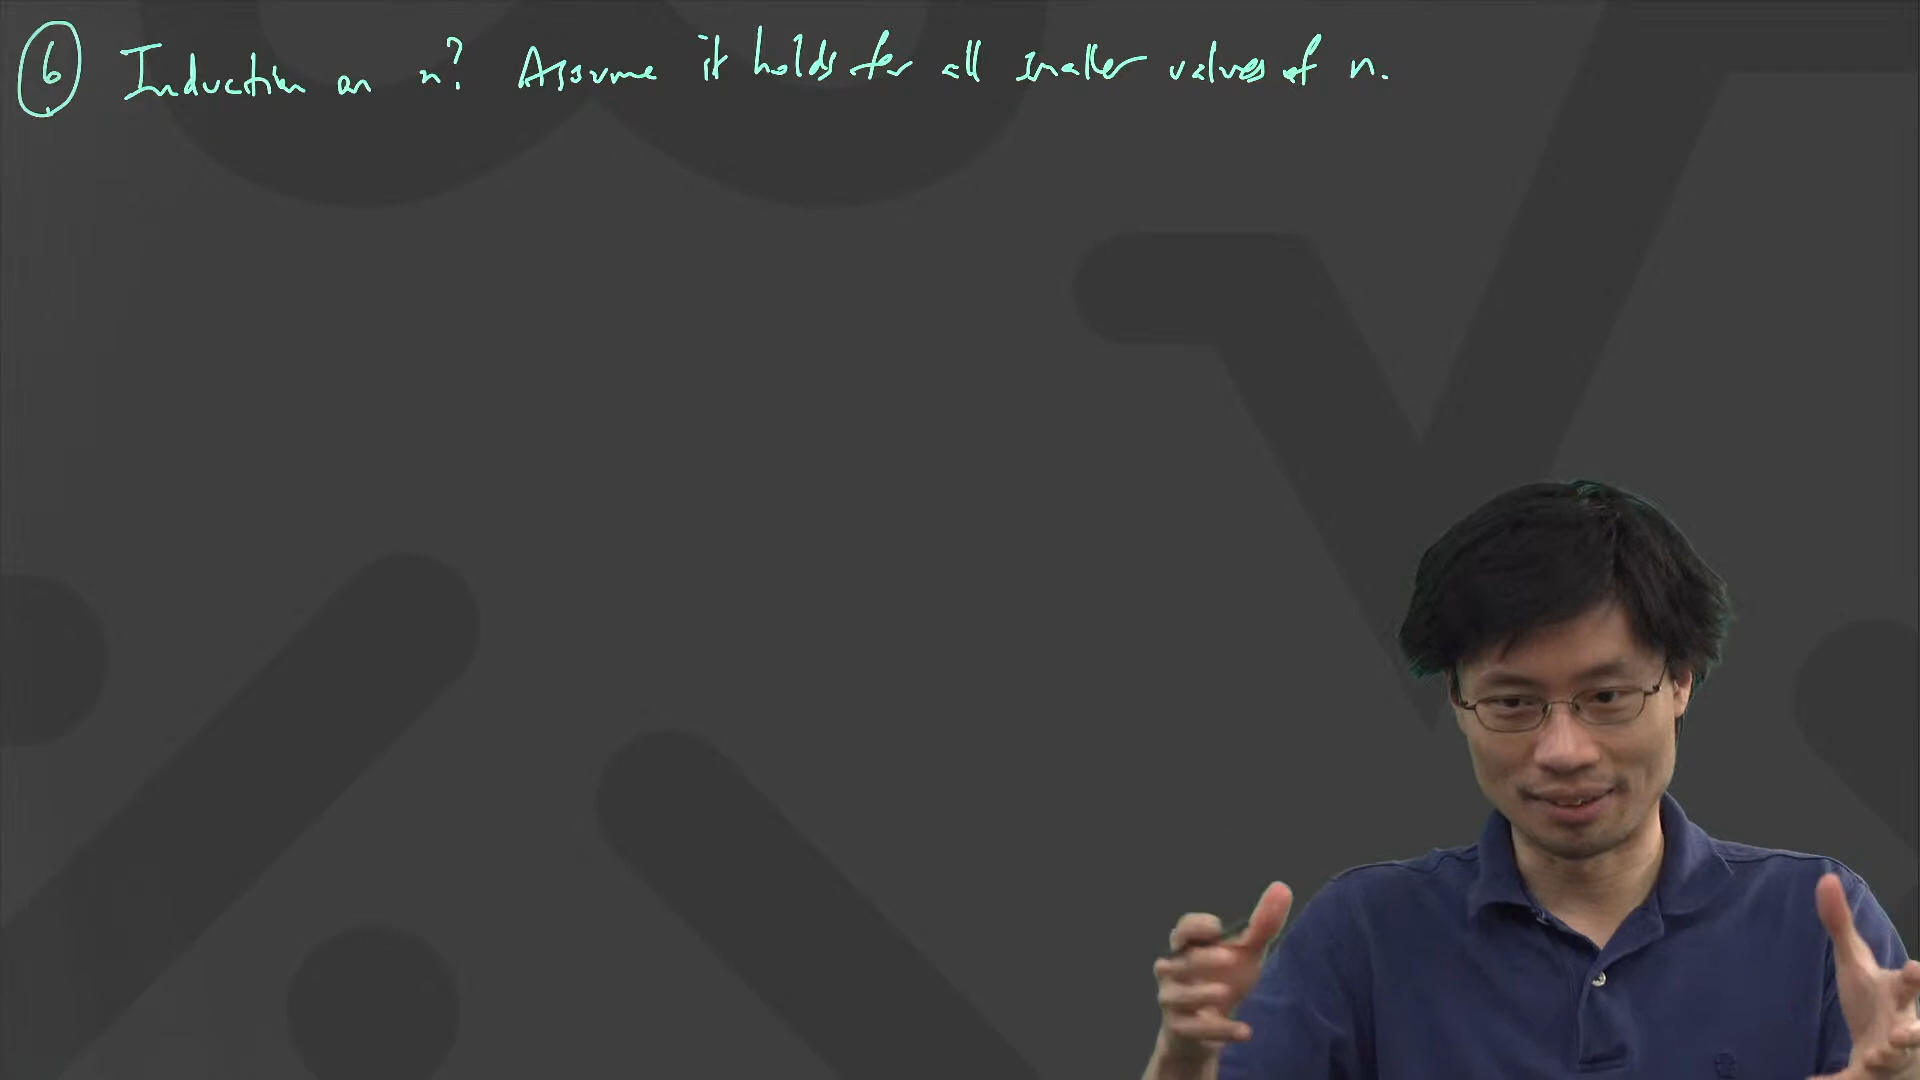 6 Induction on n? Assume it holds for all smaller values of n.